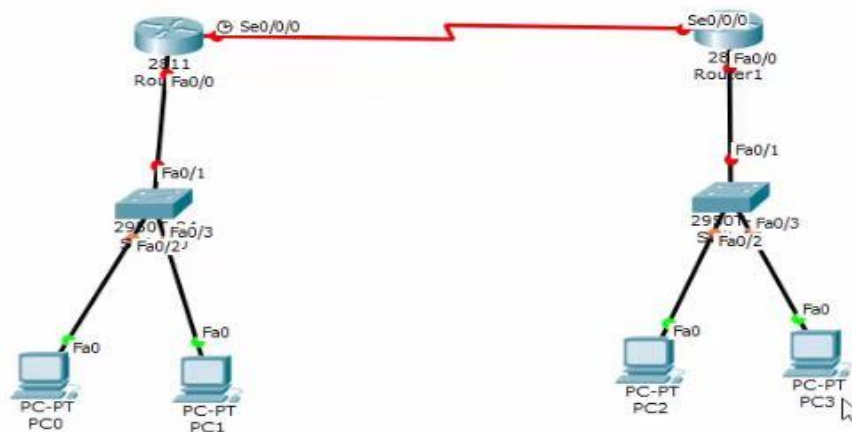 Se0/0/0
Se0/0/0
2811
Fa0/0
Fa0/0
Router1
Fa0/1
Fa0/1
Fa0/3
Fa0/2
Fa0/3
Fa0/2
Fa0
Fa0
Fa0
Fa0
PC-PT
PC0
PC-PT
PC1
PC-PT
PC2
PC-PT
PC3